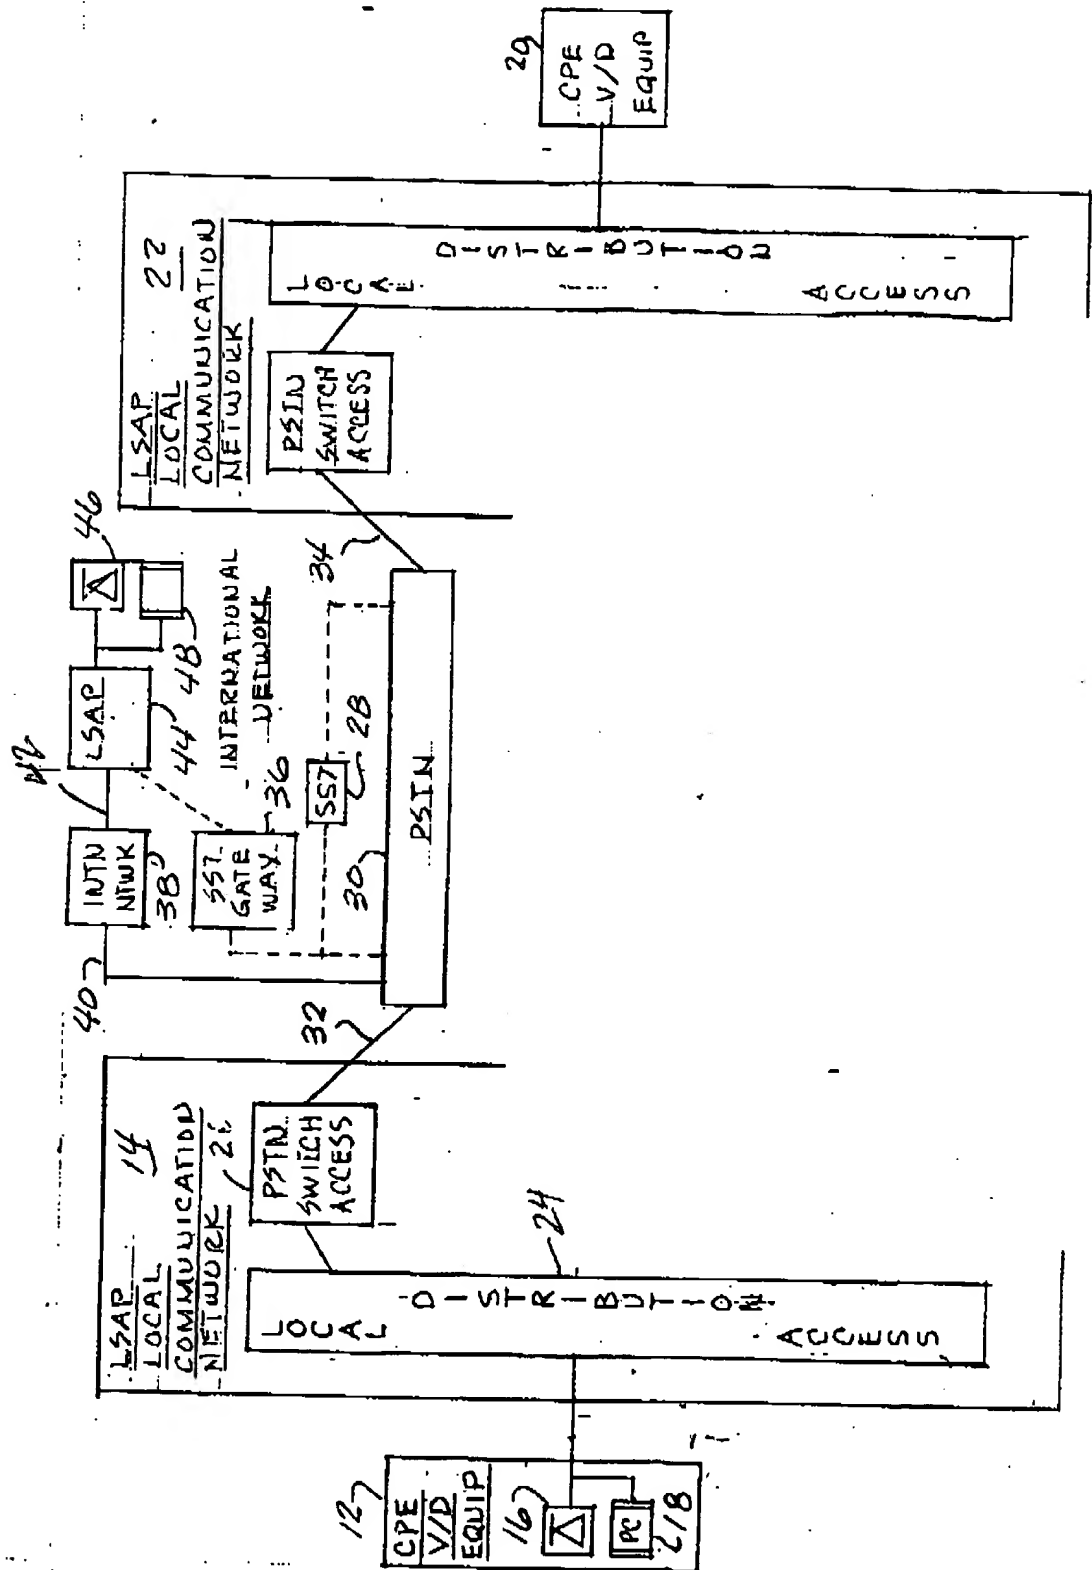 12
CPE
V/D
EQUIP
16
PC
18
LSAP 14
LOCAL
COMMUNICATION
NETWORK
LOCAL
DISTRIBUTION
ACCESS
24
PSTN
SWITCH
ACCESS
32
40
INTN
NTWK
38
42
LSAP
44
46
48
SS7
GATE
WAY
36
INTERNATIONAL
NETWORK
SS7
28
30
PSTN
34
LSAP 22
LOCAL
COMMUNICATION
NETWORK
PSTN
SWITCH
ACCESS
LOCAL
DISTRIBUTION
ACCESS
20
CPE
V/D
EQUIP